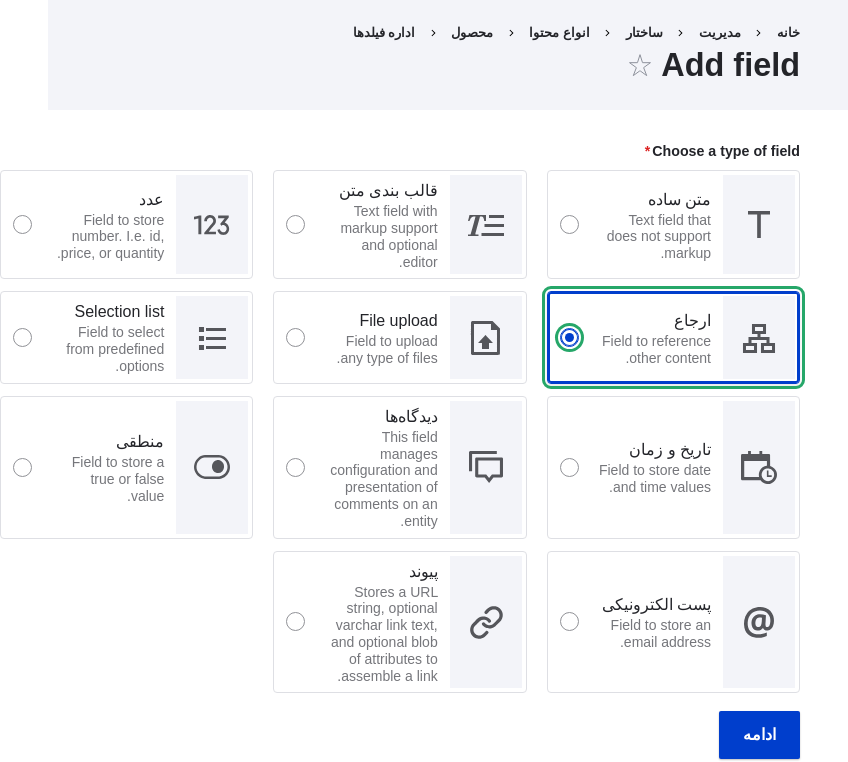 خانه › مدیریت › ساختار › انواع محتوا › محصول › اداره فیلدها
Add field ☆
Choose a type of field*
متن ساده
Text field that
does not support
markup.
قالب بندی متن
Text field with
markup support
and optional
editor.
عدد
Field to store
number. I.e. id,
price, or quantity.
ارجاع
Field to reference
other content.
File upload
Field to upload
any type of files.
Selection list
Field to select
from predefined
options.
تاریخ و زمان
Field to store date
and time values.
دیدگاه‌ها
This field
manages
configuration and
presentation of
comments on an
entity.
منطقی
Field to store a
true or false
value.
پست الکترونیکی
Field to store an
email address.
پیوند
Stores a URL
string, optional
varchar link text,
and optional blob
of attributes to
assemble a link.
ادامه